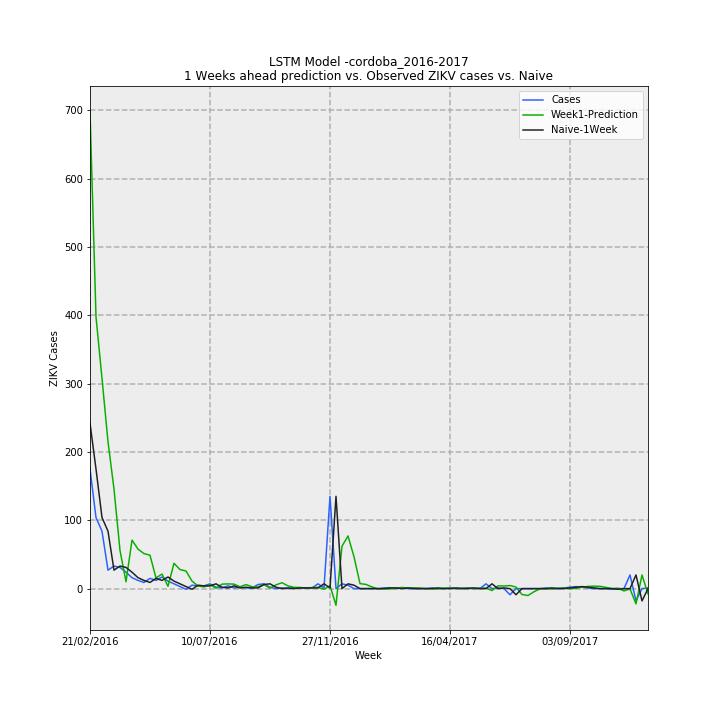 LSTM Model -cordoba_2016-2017
1 Weeks ahead prediction vs. Observed ZIKV cases vs. Naive
Cases
Week1-Prediction
Naive-1Week
700
600
500
400
300
200
100
0
ZIKV Cases
21/02/2016 10/07/2016 27/11/2016 16/04/2017 03/09/2017
Week